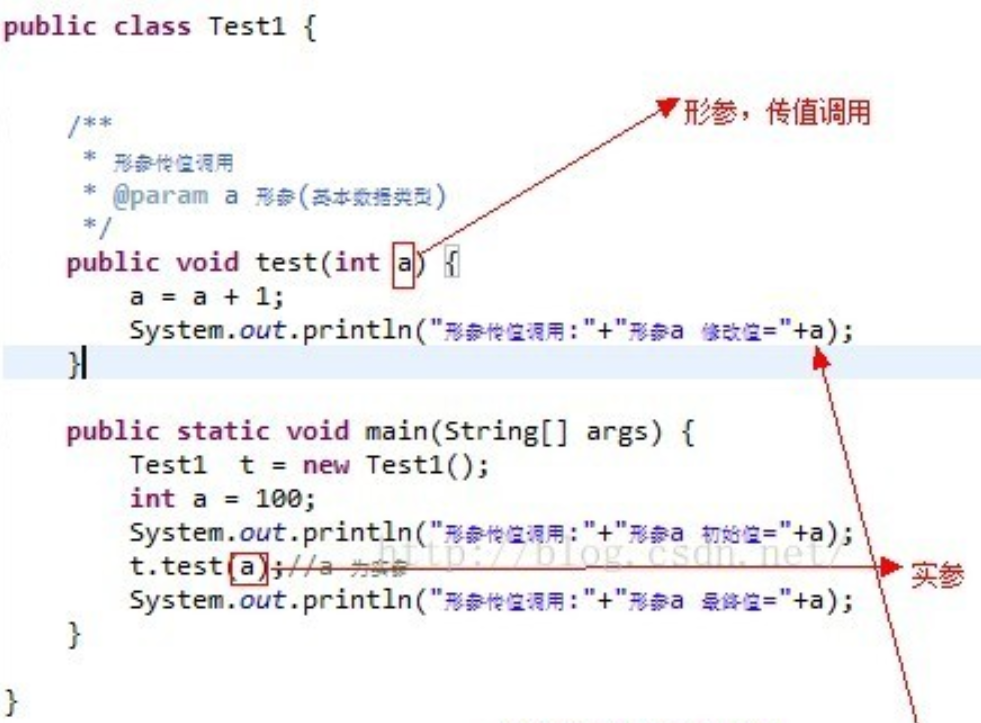 public class Test1 {
形参，传值调用
/**
* 形参传值调用
* @param a 形参(基本数据类型)
*/
public void test(int a) {
a = a + 1;
System.out.println("形参传值调用:"+"形参a 修改值="+a);
}
public static void main(String[] args) {
Test1 t = new Test1();
int a = 100;
System.out.println("形参传值调用:"+"形参a 初始值="+a);
http://blog.csdn.net/
t.test(a);//a 为实参
实参
System.out.println("形参传值调用:"+"形参a 最终值="+a);
}
}